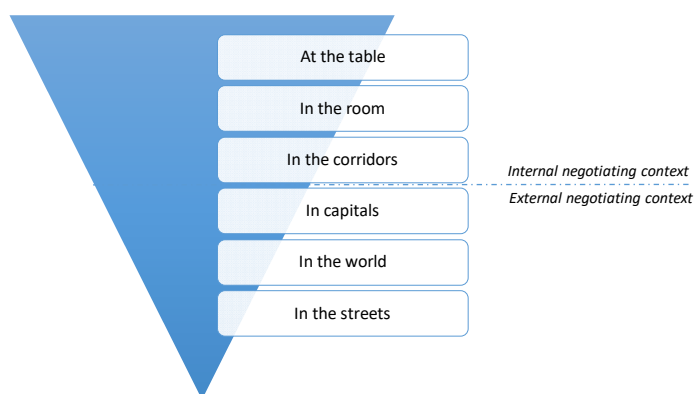 At the table
In the room
In the corridors
Internal negotiating context
External negotiating context
In capitals
In the world
In the streets